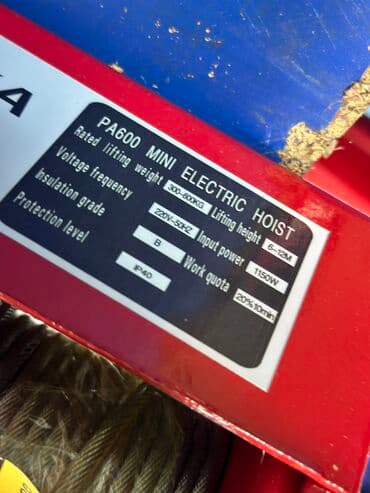 KA
PA600 MINI ELECTRIC HOIST
Rated lifting weight 300-600KG Lifting height 6-12M
Voltage frequency 220V-50HZ Input power 1150W
Insulation grade B Work quota 20%10min
Protection level IP40